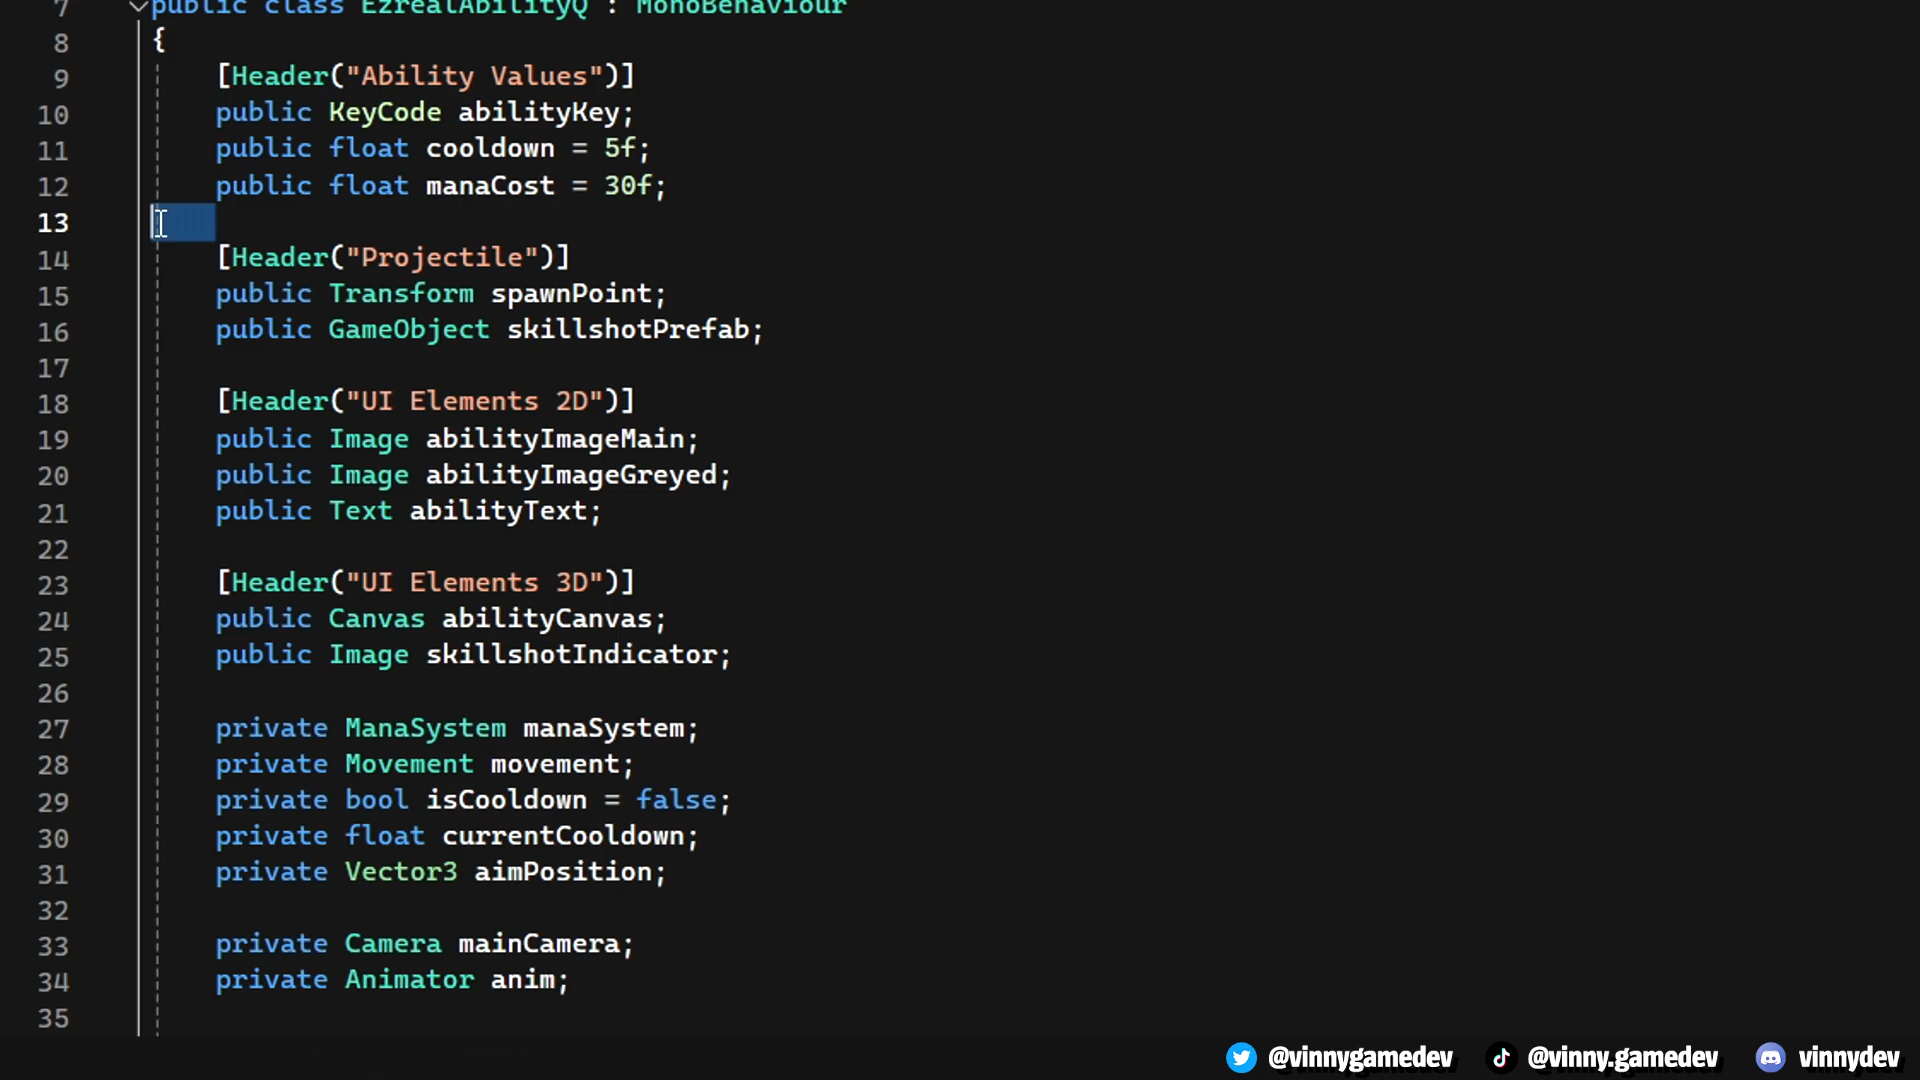 7 public class EzrealAbilityQ : MonoBehaviour
8 {
9 [Header("Ability Values")]
10 public KeyCode abilityKey;
11 public float cooldown = 5f;
12 public float manaCost = 30f;
13
14 [Header("Projectile")]
15 public Transform spawnPoint;
16 public GameObject skillshotPrefab;
17
18 [Header("UI Elements 2D")]
19 public Image abilityImageMain;
20 public Image abilityImageGreyed;
21 public Text abilityText;
22
23 [Header("UI Elements 3D")]
24 public Canvas abilityCanvas;
25 public Image skillshotIndicator;
26
27 private ManaSystem manaSystem;
28 private Movement movement;
29 private bool isCooldown = false;
30 private float currentCooldown;
31 private Vector3 aimPosition;
32
33 private Camera mainCamera;
34 private Animator anim;
35
@vinnygamedev @vinny.gamedev vinnydev